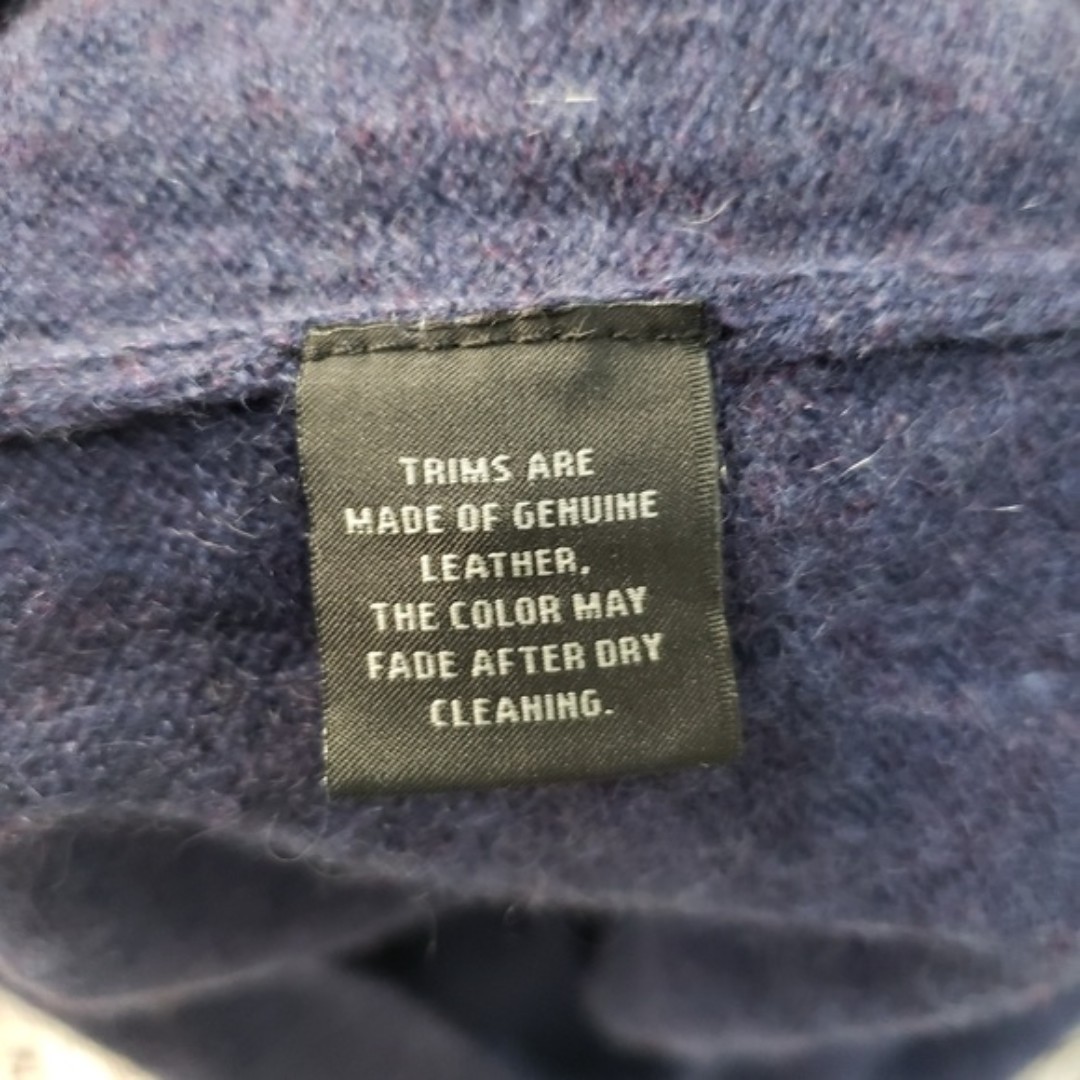 TRIMS ARE
MADE OF GENUINE
LEATHER.
THE COLOR MAY
FADE AFTER DRY
CLEANING.